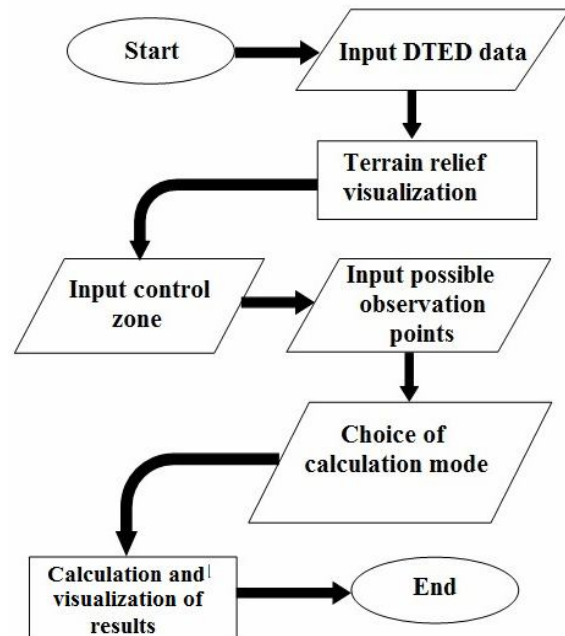 Start
Input DTED data
Terrain relief
visualization
Input control
zone
Input possible
observation
points
Choice of
calculation mode
Calculation and
visualization of
results
End